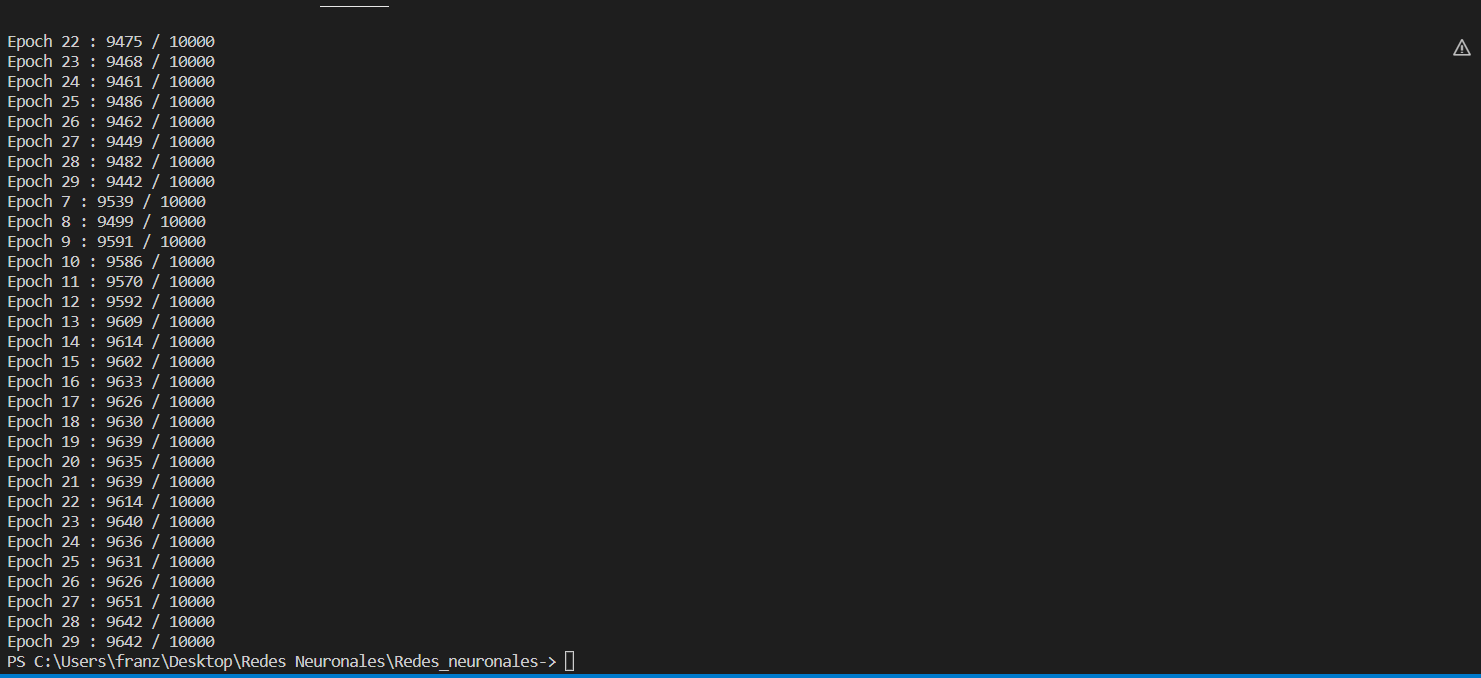 Epoch 22 : 9475 / 10000
Epoch 23 : 9468 / 10000
Epoch 24 : 9461 / 10000
Epoch 25 : 9486 / 10000
Epoch 26 : 9462 / 10000
Epoch 27 : 9449 / 10000
Epoch 28 : 9482 / 10000
Epoch 29 : 9442 / 10000
Epoch 7 : 9539 / 10000
Epoch 8 : 9499 / 10000
Epoch 9 : 9591 / 10000
Epoch 10 : 9586 / 10000
Epoch 11 : 9570 / 10000
Epoch 12 : 9592 / 10000
Epoch 13 : 9609 / 10000
Epoch 14 : 9614 / 10000
Epoch 15 : 9602 / 10000
Epoch 16 : 9633 / 10000
Epoch 17 : 9626 / 10000
Epoch 18 : 9630 / 10000
Epoch 19 : 9639 / 10000
Epoch 20 : 9635 / 10000
Epoch 21 : 9639 / 10000
Epoch 22 : 9614 / 10000
Epoch 23 : 9640 / 10000
Epoch 24 : 9636 / 10000
Epoch 25 : 9631 / 10000
Epoch 26 : 9626 / 10000
Epoch 27 : 9651 / 10000
Epoch 28 : 9642 / 10000
Epoch 29 : 9642 / 10000
PS C:\Users\franz\Desktop\Redes Neuronales\Redes_neuronales->